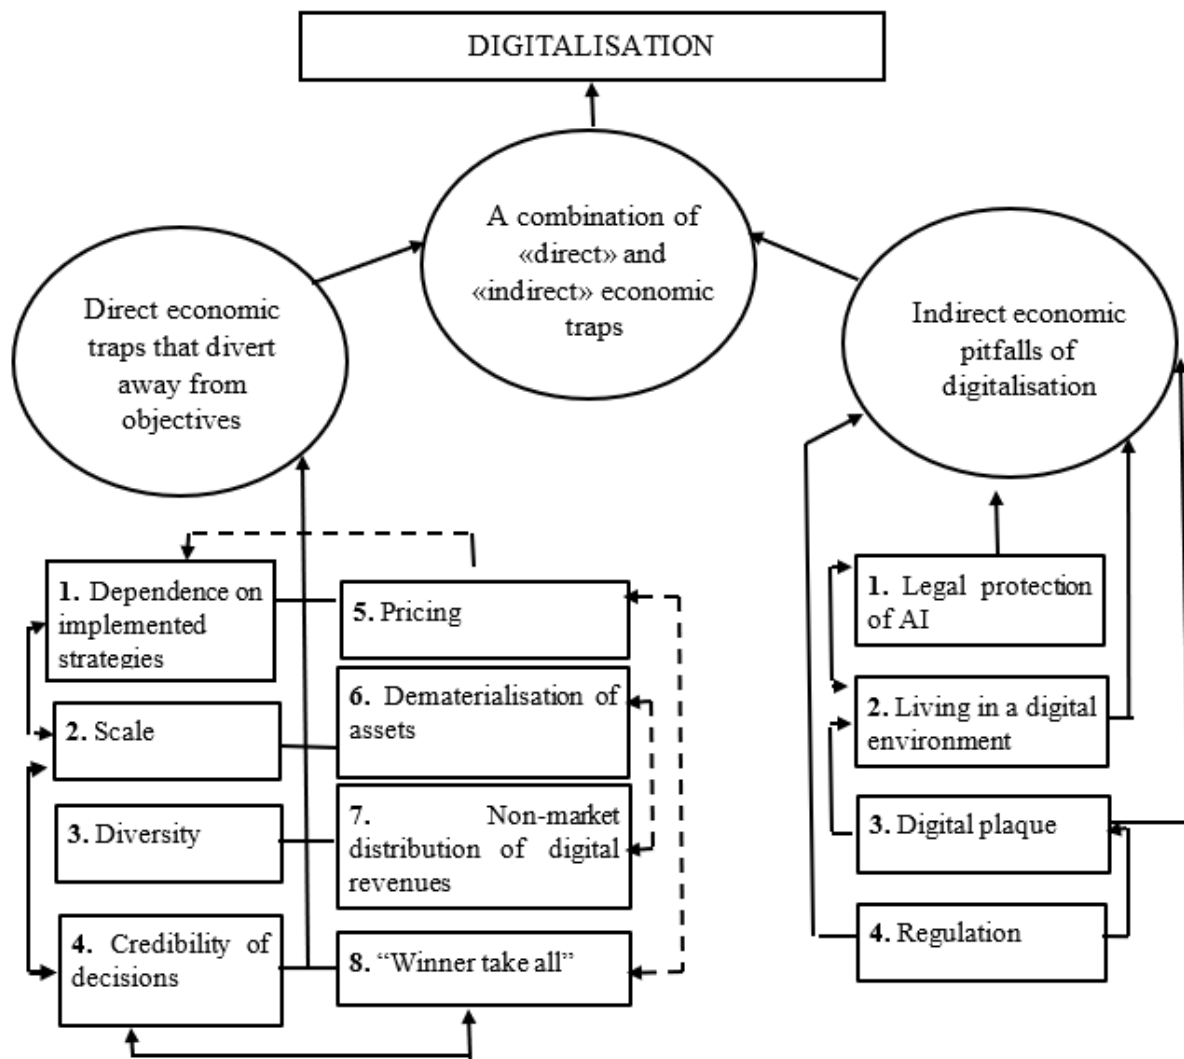 DIGITALISATION
A combination of
«direct» and
«indirect» economic
traps
Direct economic
traps that divert
away from
objectives
Indirect economic
pitfalls of
digitalisation
1. Dependence on
implemented
strategies
2. Scale
3. Diversity
4. Credibility of
decisions
5. Pricing
6. Dematerialisation of
assets
7. Non-market
distribution of digital
revenues
8. “Winner take all”
1. Legal protection
of AI
2. Living in a digital
environment
3. Digital plaque
4. Regulation